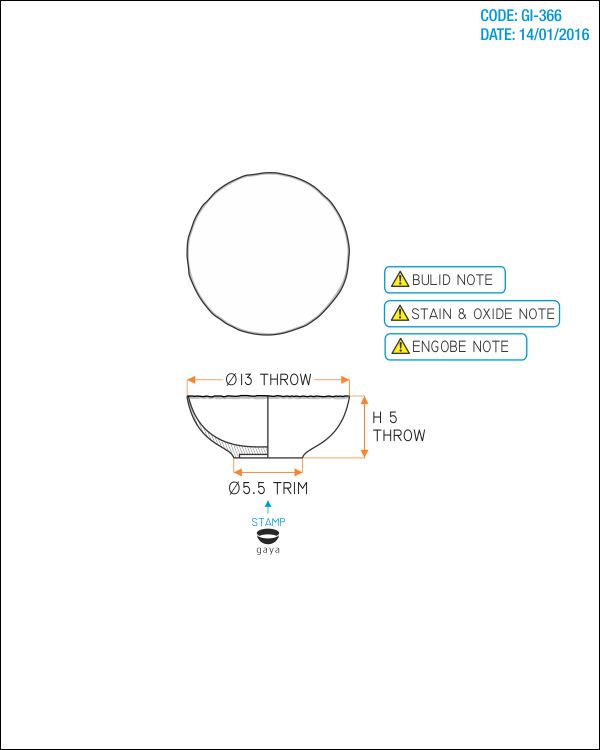 CODE: GI-366
DATE: 14/01/2016
BULID NOTE
STAIN & OXIDE NOTE
ENGOBE NOTE
Ø13 THROW
H 5
THROW
Ø5.5 TRIM
STAMP
gaya